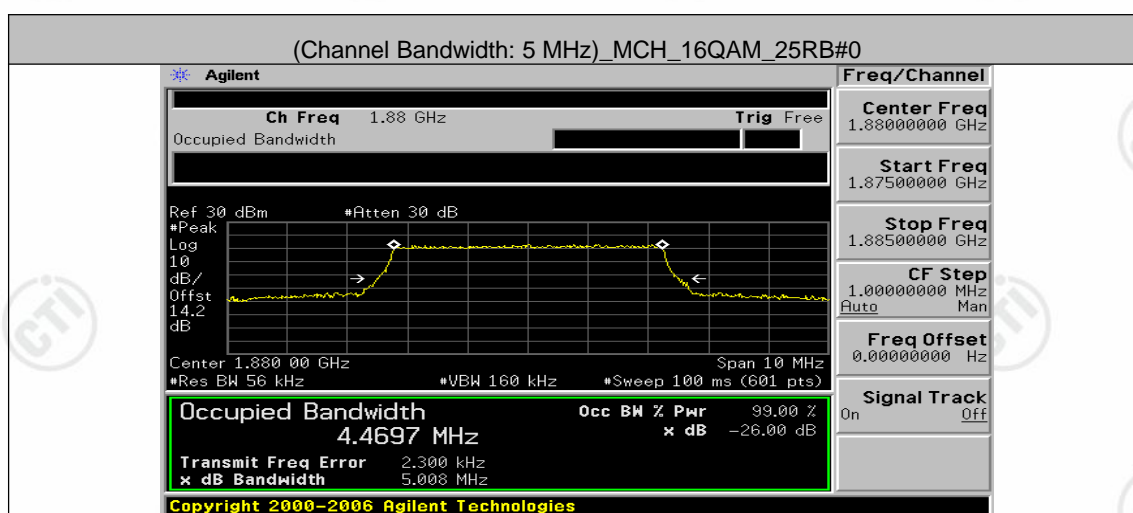 (Channel Bandwidth: 5 MHz)_MCH_16QAM_25RB#0
Agilent
Freq/Channel
Ch Freq 1.88 GHz Trig Free
Occupied Bandwidth
Center Freq
1.88000000 GHz
Start Freq
1.87500000 GHz
Stop Freq
1.88500000 GHz
CF Step
1.00000000 MHz
Auto Man
Freq Offset
0.00000000 Hz
Signal Track
On Off
Ref 30 dBm #Atten 30 dB
#Peak
Log
10
dB/
Offst
14.2
dB
Center 1.880 00 GHz Span 10 MHz
#Res BW 56 kHz #VBW 160 kHz #Sweep 100 ms (601 pts)
Occupied Bandwidth Occ BW % Pwr 99.00 %
4.4697 MHz x dB -26.00 dB
Transmit Freq Error 2.300 kHz
x dB Bandwidth 5.008 MHz
Copyright 2000-2006 Agilent Technologies
CTI
CTI